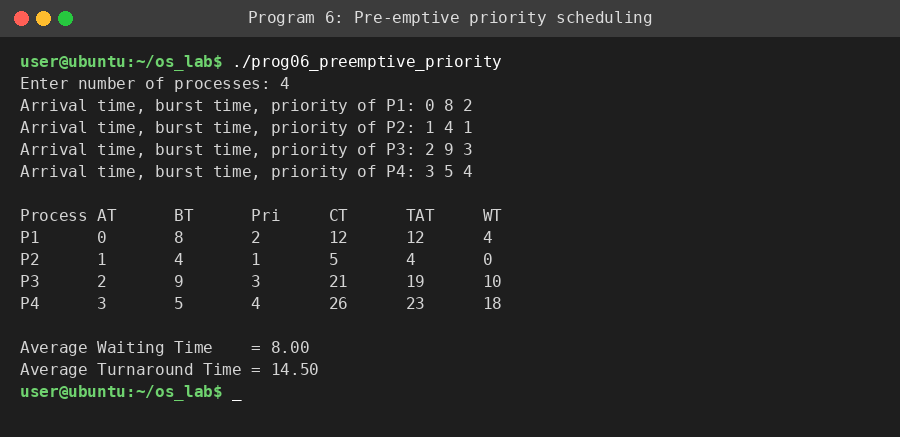 Program 6: Pre-emptive priority scheduling
user@ubuntu:~/os_lab$ ./prog06_preemptive_priority
Enter number of processes: 4
Arrival time, burst time, priority of P1: 0 8 2
Arrival time, burst time, priority of P2: 1 4 1
Arrival time, burst time, priority of P3: 2 9 3
Arrival time, burst time, priority of P4: 3 5 4
Process AT      BT      Pri     CT      TAT     WT
P1      0       8       2       12      12      4
P2      1       4       1       5       4       0
P3      2       9       3       21      19      10
P4      3       5       4       26      23      18
Average Waiting Time    = 8.00
Average Turnaround Time = 14.50
user@ubuntu:~/os_lab$ _